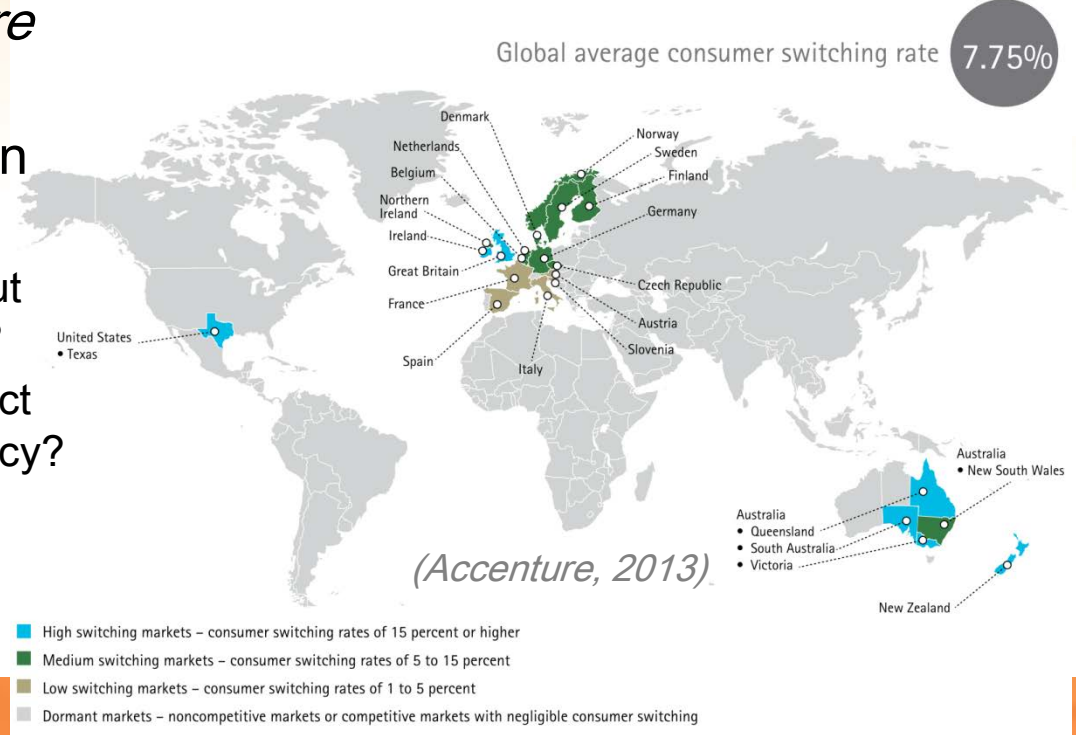 re
n
ut
ct
cy?
Global average consumer switching rate 7.75%
Denmark
Netherlands
Belgium
Northern
Ireland
Ireland
Great Britain
France
Spain
Italy
Norway
Sweden
Finland
Germany
Czech Republic
Austria
Slovenia
United States
• Texas
Australia
• New South Wales
Australia
• Queensland
• South Australia
• Victoria
New Zealand
(Accenture, 2013)
High switching markets – consumer switching rates of 15 percent or higher
Medium switching markets – consumer switching rates of 5 to 15 percent
Low switching markets – consumer switching rates of 1 to 5 percent
Dormant markets – noncompetitive markets or competitive markets with negligible consumer switching